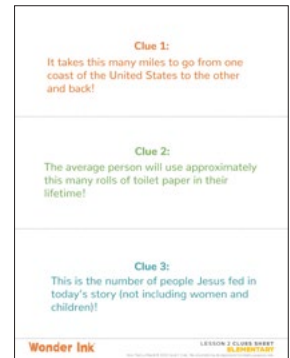 Clue 1:
It takes this many miles to go from one
coast of the United States to the other
and back!
Clue 2:
The average person will use approximately
this many rolls of toilet paper in their
lifetime!
Clue 3:
This is the number of people Jesus fed in
today's story (not including women and
children)!
Wonder Ink
LESSON 2 CLUES SHEET
ELEMENTARY